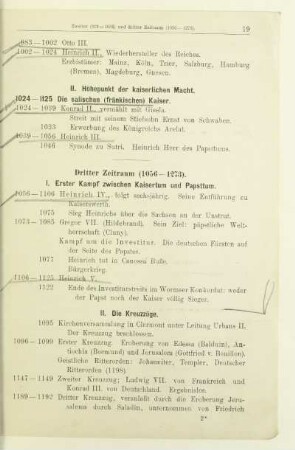 Zweiter (919—1056) und dritter Zeitraum (1056—1273). 19
983—1002 Otto III.
1002—1024 Heinrich II., Wiederhersteller des Reiches.
Erzbistümer: Mainz, Köln, Trier, Salzburg, Hamburg
(Bremen), Magdeburg, Gnesen.
II. Höhepunkt der kaiserlichen Macht.
1024—1125 Die salischen (fränkischen) Kaiser.
1024—1039 Konrad II., vermählt mit Gisela.
Streit mit seinem Stiefsohn Ernst von Schwaben.
1033 Erwerbung des Königreichs Arelat.
1039—1056 Heinrich III.
1046 Synode zu Sutri. Heinrich Herr des Papsttums.
Dritter Zeitraum (1056—1273).
I. Erster Kampf zwischen Kaisertum und Papsttum.
1056—1106 Heinrich IV., folgt sechsjährig. Seine Entführung zu
Kaiserswerth.
1075 Sieg Heinrichs über die Sachsen an der Unstrut.
1073—1085 Gregor VII. (Hildebrand). Sein Ziel: päpstliche Welt-
herrschaft (Cluny).
Kampf um die Investitur. Die deutschen Fürsten auf
der Seite des Papstes.
1077 Heinrich tut in Canossa Buße.
Bürgerkrieg.
1106—1125 Heinrich V.
1122 Ende des Investiturstreits im Wormser Konkordat: weder
der Papst noch der Kaiser völlig Sieger.
II. Die Kreuzzüge.
1095 Kirchenversammlung in Clermont unter Leitung Urbans II.
Der Kreuzzug beschlossen.
1096—1099 Erster Kreuzzug. Eroberung von Edessa (Balduin), An-
tiochia (Boemund) und Jerusalem (Gottfried v. Bouillon).
Geistliche Ritterorden: Johanniter, Templer, Deutscher
Ritterorden (1198).
1147—1149 Zweiter Kreuzzug; Ludwig VII. von Frankreich und
Konrad III. von Deutschland. Ergebnislos.
1189—1192 Dritter Kreuzzug, veranlaßt durch die Eroberung Jeru-
salems durch Saladin, unternommen von Friedrich
2*